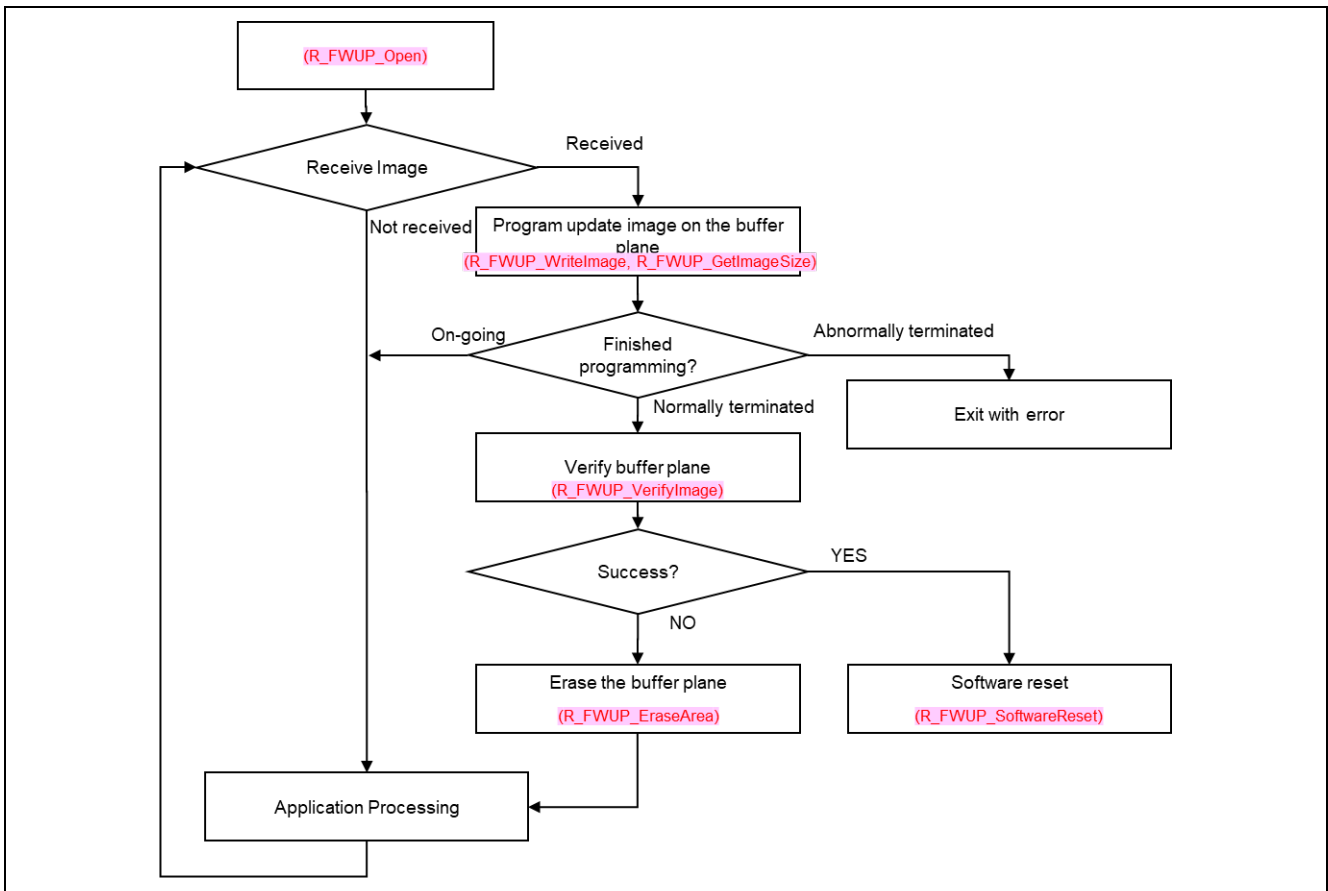 (R_FWUP_Open)
Receive Image
Received
Not received
Program update image on the buffer
plane
(R_FWUP_WriteImage, R_FWUP_GetImageSize)
On-going
Finished
programming?
Abnormally terminated
Normally terminated
Exit with error
Verify buffer plane
(R_FWUP_VerifyImage)
Success?
YES
NO
Erase the buffer plane
(R_FWUP_EraseArea)
Software reset
(R_FWUP_SoftwareReset)
Application Processing